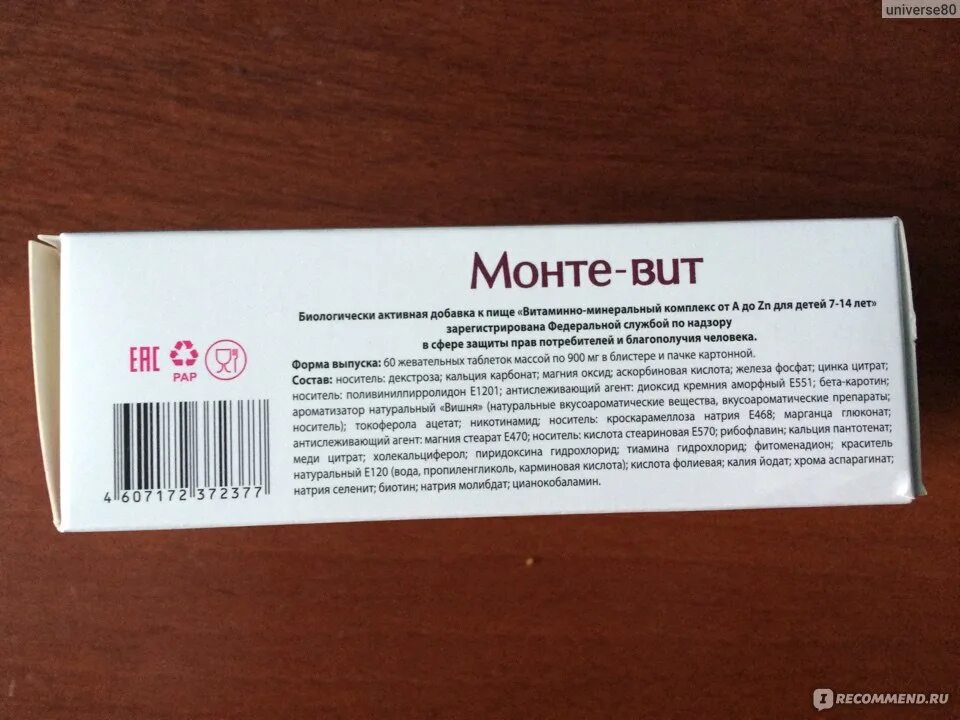 universe80
Монте-вит
Биологически активная добавка к пище «Витаминно-минеральный комплекс от А до Zn для детей 7-14 лет»
зарегистрирована Федеральной службой по надзору
в сфере защиты прав потребителей и благополучия человека.
Форма выпуска: 60 жевательных таблеток массой по 900 мг в блистере и пачке картонной.
Состав: носитель: декстроза; кальция карбонат; магния оксид; аскорбиновая кислота; железа фосфат; цинка цитрат;
носитель: поливинилпирролидон Е1201; антислеживающий агент: диоксид кремния аморфный Е551; бета-каротин;
ароматизатор натуральный «Вишня» (натуральные вкусоароматические вещества, вкусоароматические препараты;
носитель); токоферола ацетат; никотинамид; носитель: кроскарамеллоза натрия Е468; марганца глюконат;
антислеживающий агент: магния стеарат Е470; носитель: кислота стеариновая Е570; рибофлавин; кальция пантотенат;
меди цитрат; холекальциферол; пиридоксина гидрохлорид; тиамина гидрохлорид; фитоменадион; краситель
натуральный Е120 (вода, пропиленгликоль, карминовая кислота); кислота фолиевая; калия йодат; хрома аспарагинат;
натрия селенит; биотин; натрия молибдат; цианокобаламин.
ЕАС
PAP
4 607172 372377
RECOMMEND.RU